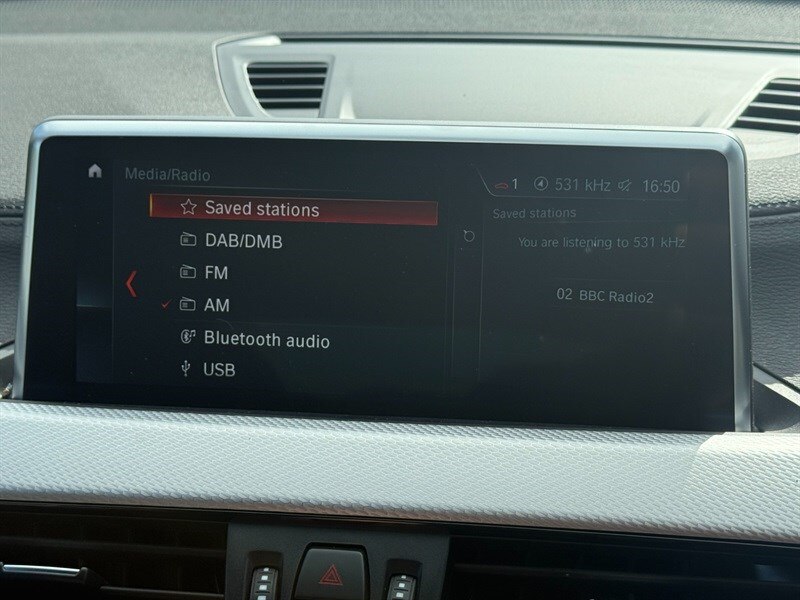 Media/Radio
1 531 kHz 16:50
Saved stations
DAB/DMB
FM
AM
Bluetooth audio
USB
Saved stations
You are listening to 531 kHz
02 BBC Radio2